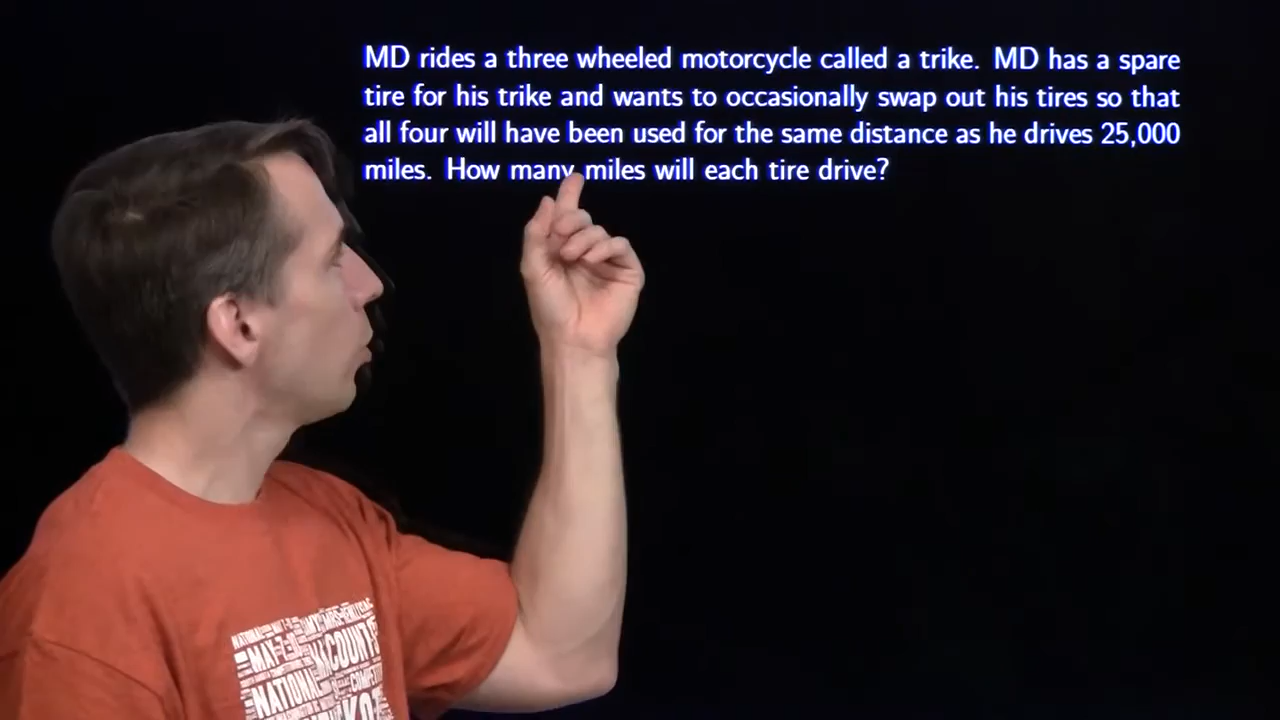 MD rides a three wheeled motorcycle called a trike. MD has a spare
tire for his trike and wants to occasionally swap out his tires so that
all four will have been used for the same distance as he drives 25,000
miles. How many miles will each tire drive?
NATIONAL
COUNTS
NATIONAL